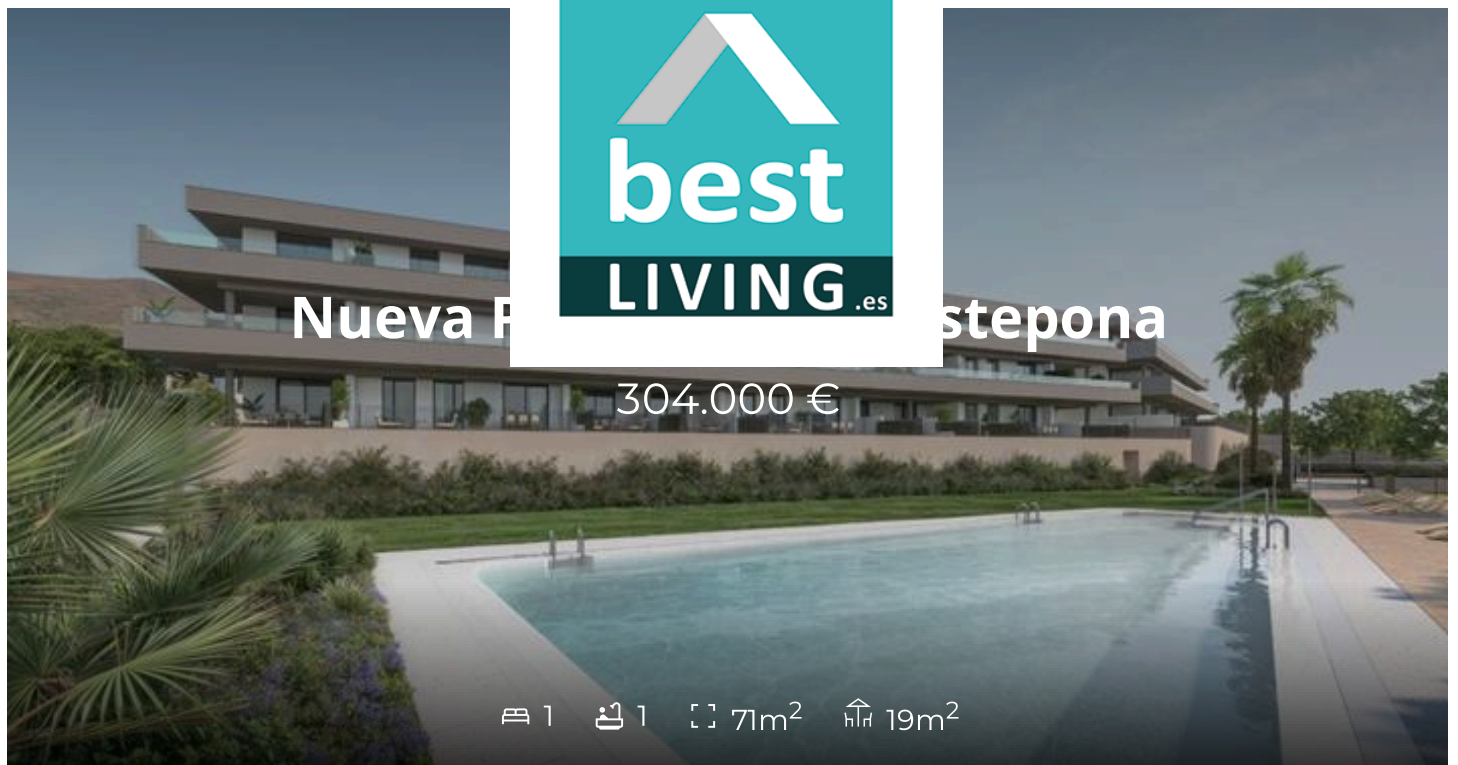 best
LIVING.es
Nueva P stepona
304.000 €
1 1 71m² 19m²